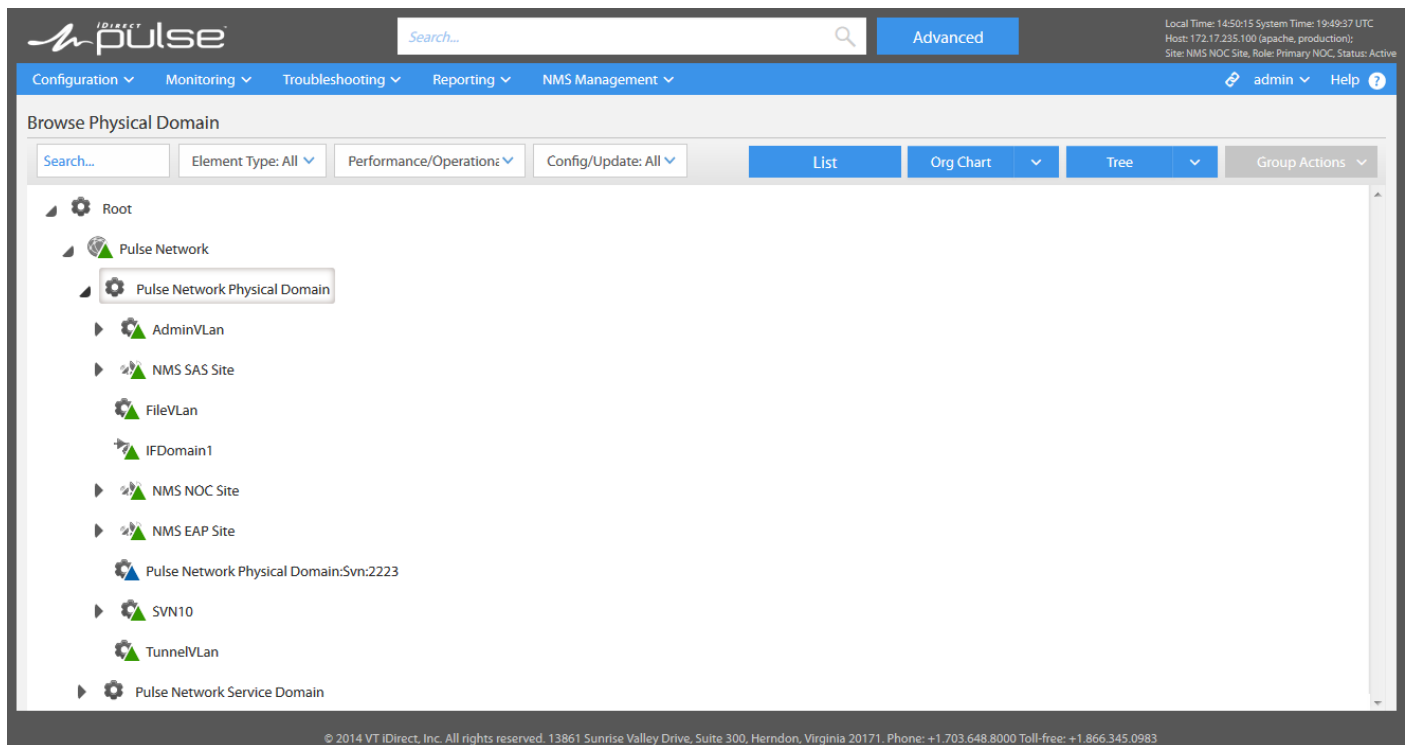 iDIRECT
pulse
Search...
Advanced
Local Time: 14:50:15 System Time: 19:49:37 UTC
Host: 172.17.235.100 (apache, production);
Site: NMS NOC Site, Role: Primary NOC, Status: Active
Configuration Monitoring Troubleshooting Reporting NMS Management admin Help ?
Browse Physical Domain
Search... Element Type: All Performance/Operationa Config/Update: All List Org Chart Tree Group Actions
Root
Pulse Network
Pulse Network Physical Domain
AdminVLan
NMS SAS Site
FileVLan
IFDomain1
NMS NOC Site
NMS EAP Site
Pulse Network Physical Domain:Svn:2223
SVN10
TunnelVLan
Pulse Network Service Domain
© 2014 VT iDirect, Inc. All rights reserved. 13861 Sunrise Valley Drive, Suite 300, Herndon, Virginia 20171. Phone: +1.703.648.8000 Toll-free: +1.866.345.0983